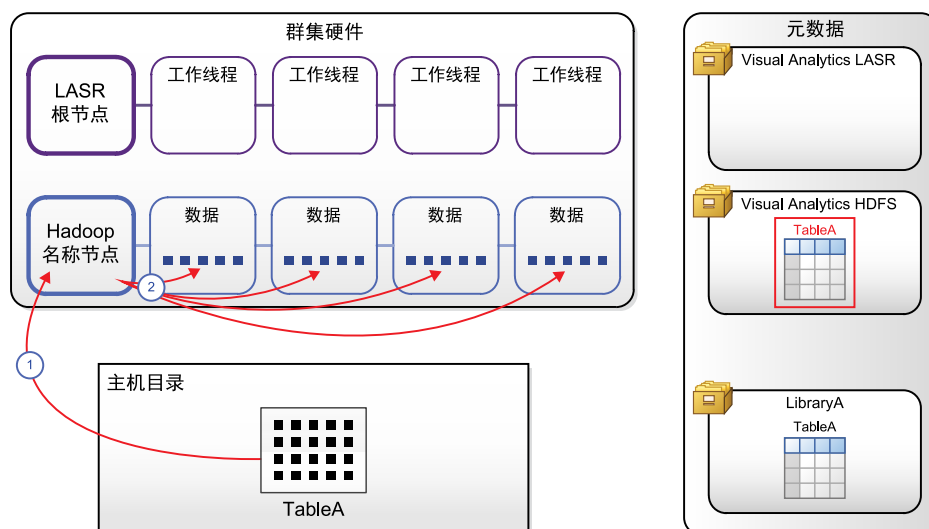 群集硬件
LASR
根节点
工作线程
工作线程
工作线程
工作线程
Hadoop
名称节点
数据
数据
数据
数据
2
1
主机目录
TableA
元数据
Visual Analytics LASR
Visual Analytics HDFS
TableA
LibraryA
TableA